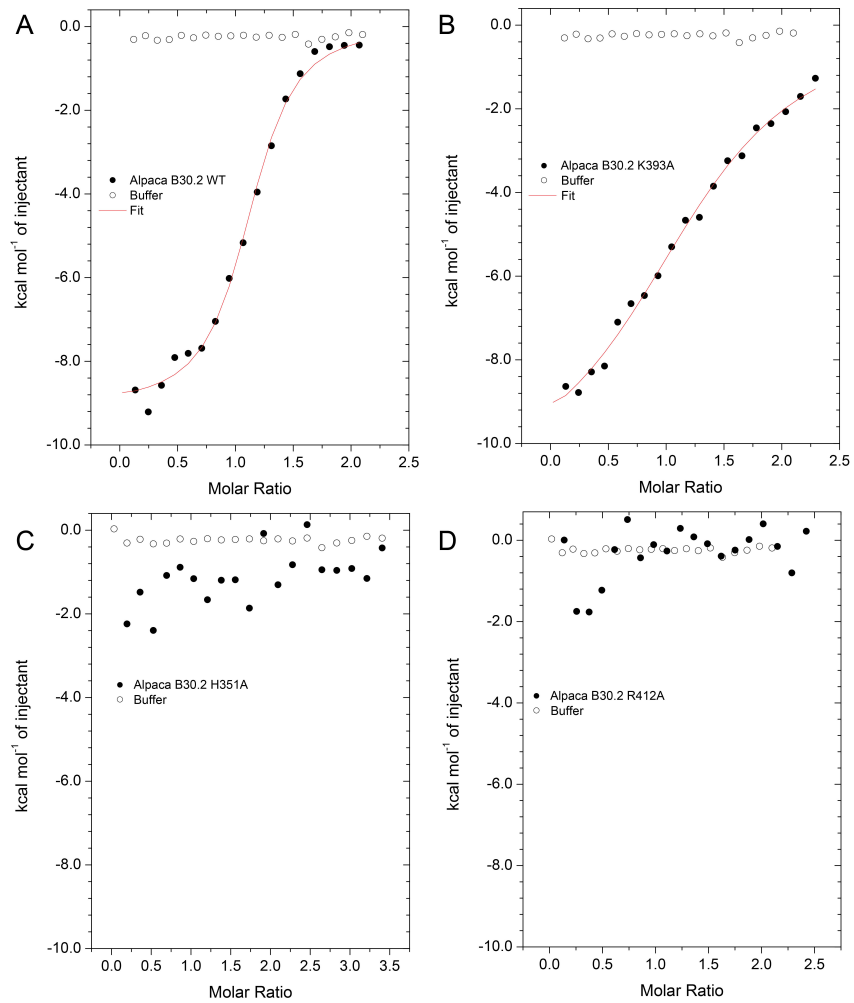 A
0.0
-2.0
-4.0
-6.0
-8.0
-10.0
kcal mol⁻¹ of injectant
Alpaca B30.2 WT
Buffer
Fit
0.0 0.5 1.0 1.5 2.0 2.5
Molar Ratio
B
0.0
-2.0
-4.0
-6.0
-8.0
-10.0
kcal mol⁻¹ of injectant
Alpaca B30.2 K393A
Buffer
Fit
0.0 0.5 1.0 1.5 2.0 2.5
Molar Ratio
C
0.0
-2.0
-4.0
-6.0
-8.0
-10.0
kcal mol⁻¹ of injectant
Alpaca B30.2 H351A
Buffer
0.0 0.5 1.0 1.5 2.0 2.5 3.0 3.5
Molar Ratio
D
0.0
-2.0
-4.0
-6.0
-8.0
-10.0
kcal mol⁻¹ of injectant
Alpaca B30.2 R412A
Buffer
0.0 0.5 1.0 1.5 2.0 2.5
Molar Ratio